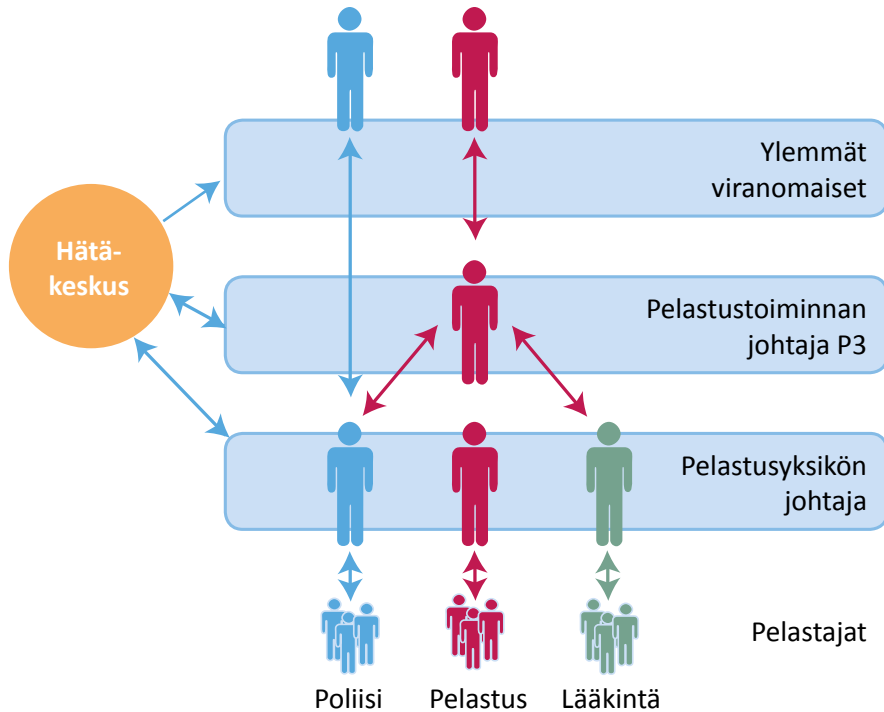 Ylemmät
viranomaiset
Hätä-
keskus
Pelastustoiminnan
johtaja P3
Pelastusyksikön
johtaja
Pelastajat
Poliisi
Pelastus
Lääkintä